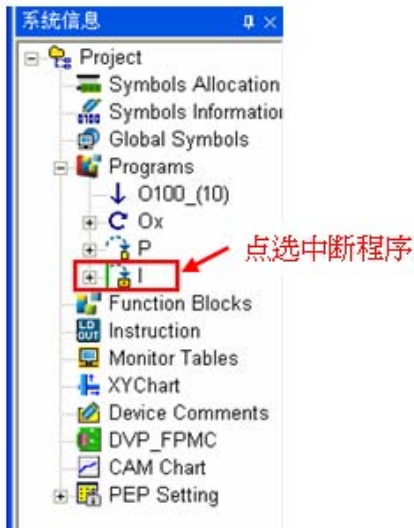 系统信息
Project
Symbols Allocation
Symbols Information
Global Symbols
Programs
O100_(10)
Ox
P
I
点选中断程序
Function Blocks
Instruction
Monitor Tables
XYChart
Device Comments
DVP_FPMC
CAM Chart
PEP Setting